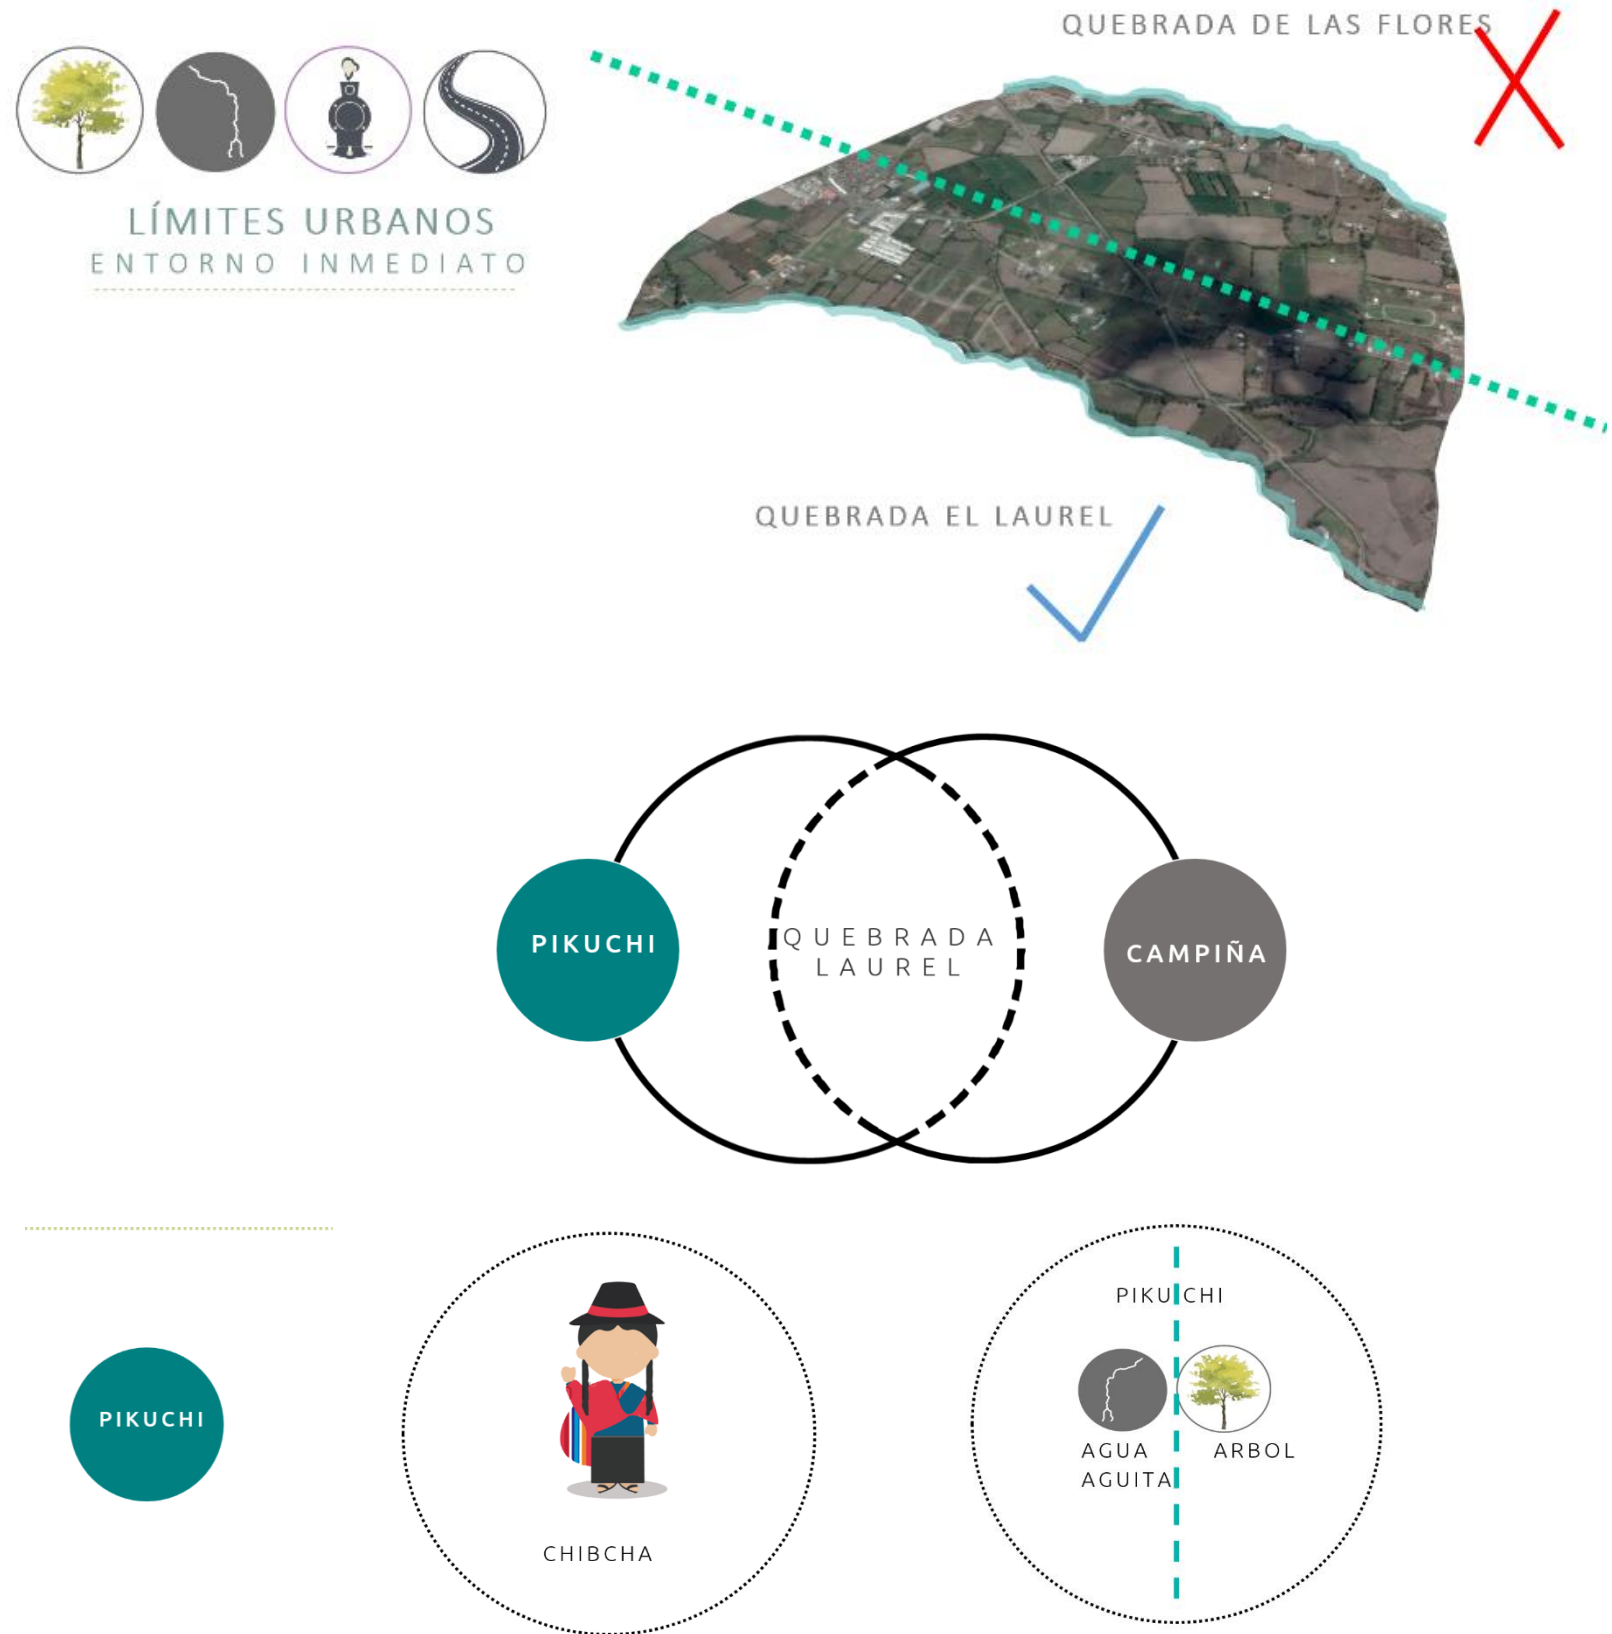 QUEBRADA DE LAS FLORES
LÍMITES URBANOS
ENTORNO INMEDIATO
QUEBRADA EL LAUREL
PIKUCHI
QUEBRADA
LAUREL
CAMPIÑA
PIKUCHI
CHIBCHA
PIKUCHI
AGUA
AGUITA
ARBOL